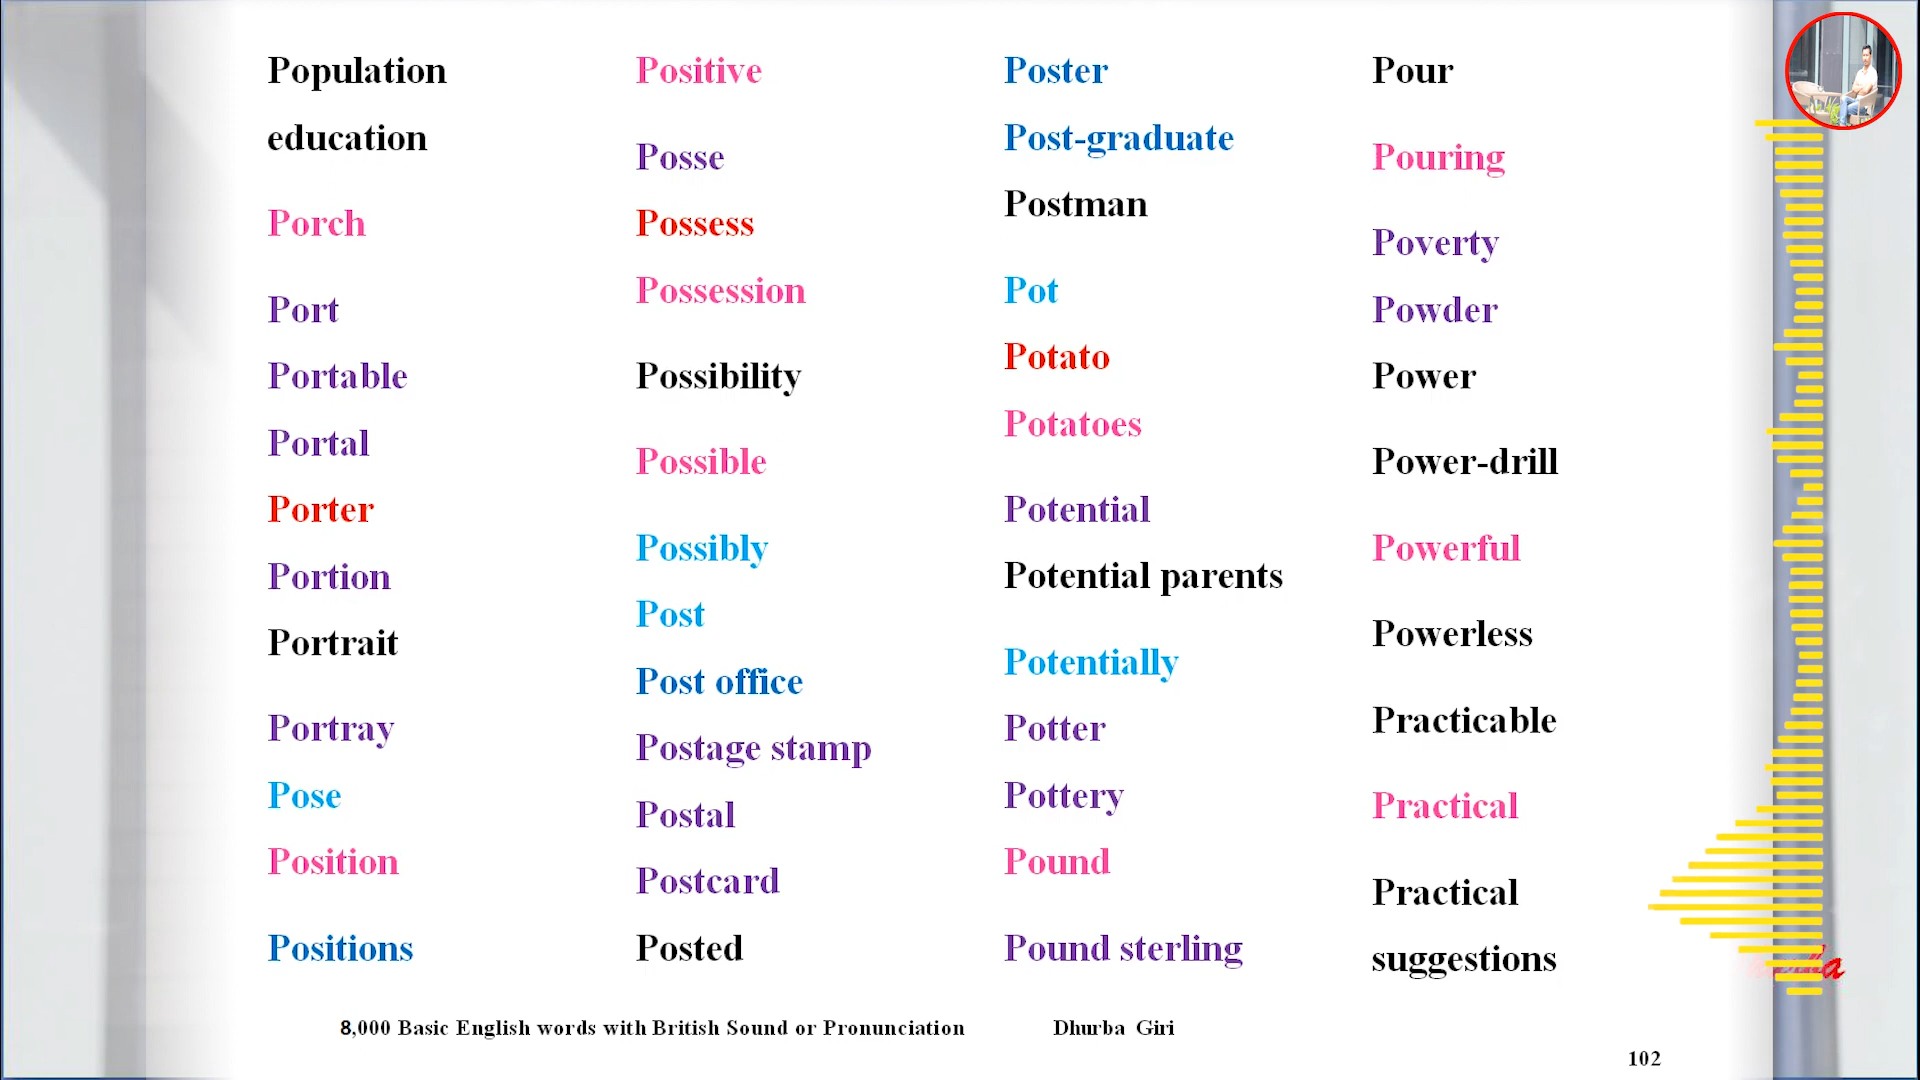 Population
education
Porch
Port
Portable
Portal
Porter
Portion
Portrait
Portray
Pose
Position
Positions
Positive
Posse
Possess
Possession
Possibility
Possible
Possibly
Post
Post office
Postage stamp
Postal
Postcard
Posted
Poster
Post-graduate
Postman
Pot
Potato
Potatoes
Potential
Potential parents
Potentially
Potter
Pottery
Pound
Pound sterling
Pour
Pouring
Poverty
Powder
Power
Power-drill
Powerful
Powerless
Practicable
Practical
Practical
suggestions
8,000 Basic English words with British Sound or Pronunciation Dhurba Giri
102